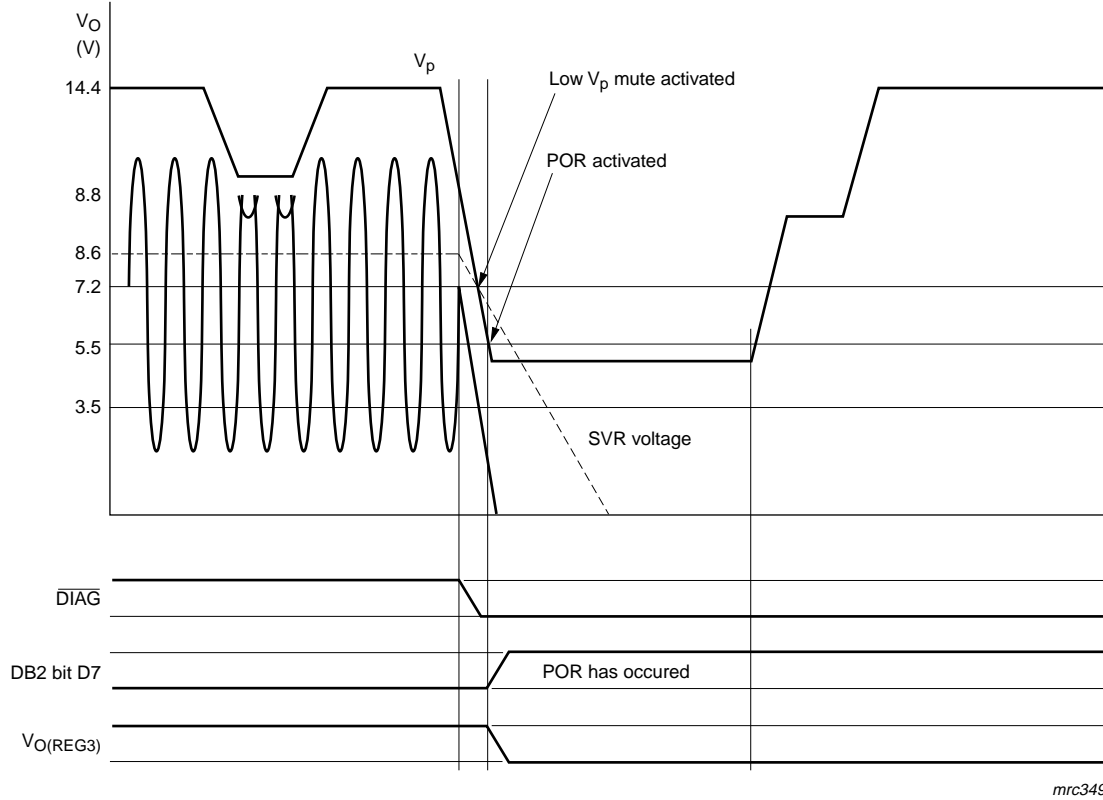 VO
(V)
Vp
14.4
Low Vp mute activated
POR activated
8.8
8.6
7.2
5.5
3.5
SVR voltage
DIAG
DB2 bit D7
POR has occured
VO(REG3)
mrc349